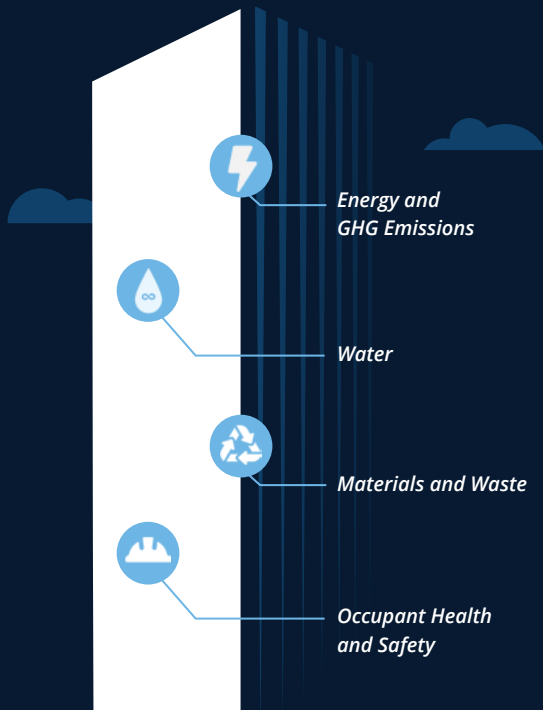 Energy and
GHG Emissions
Water
Materials and Waste
Occupant Health
and Safety